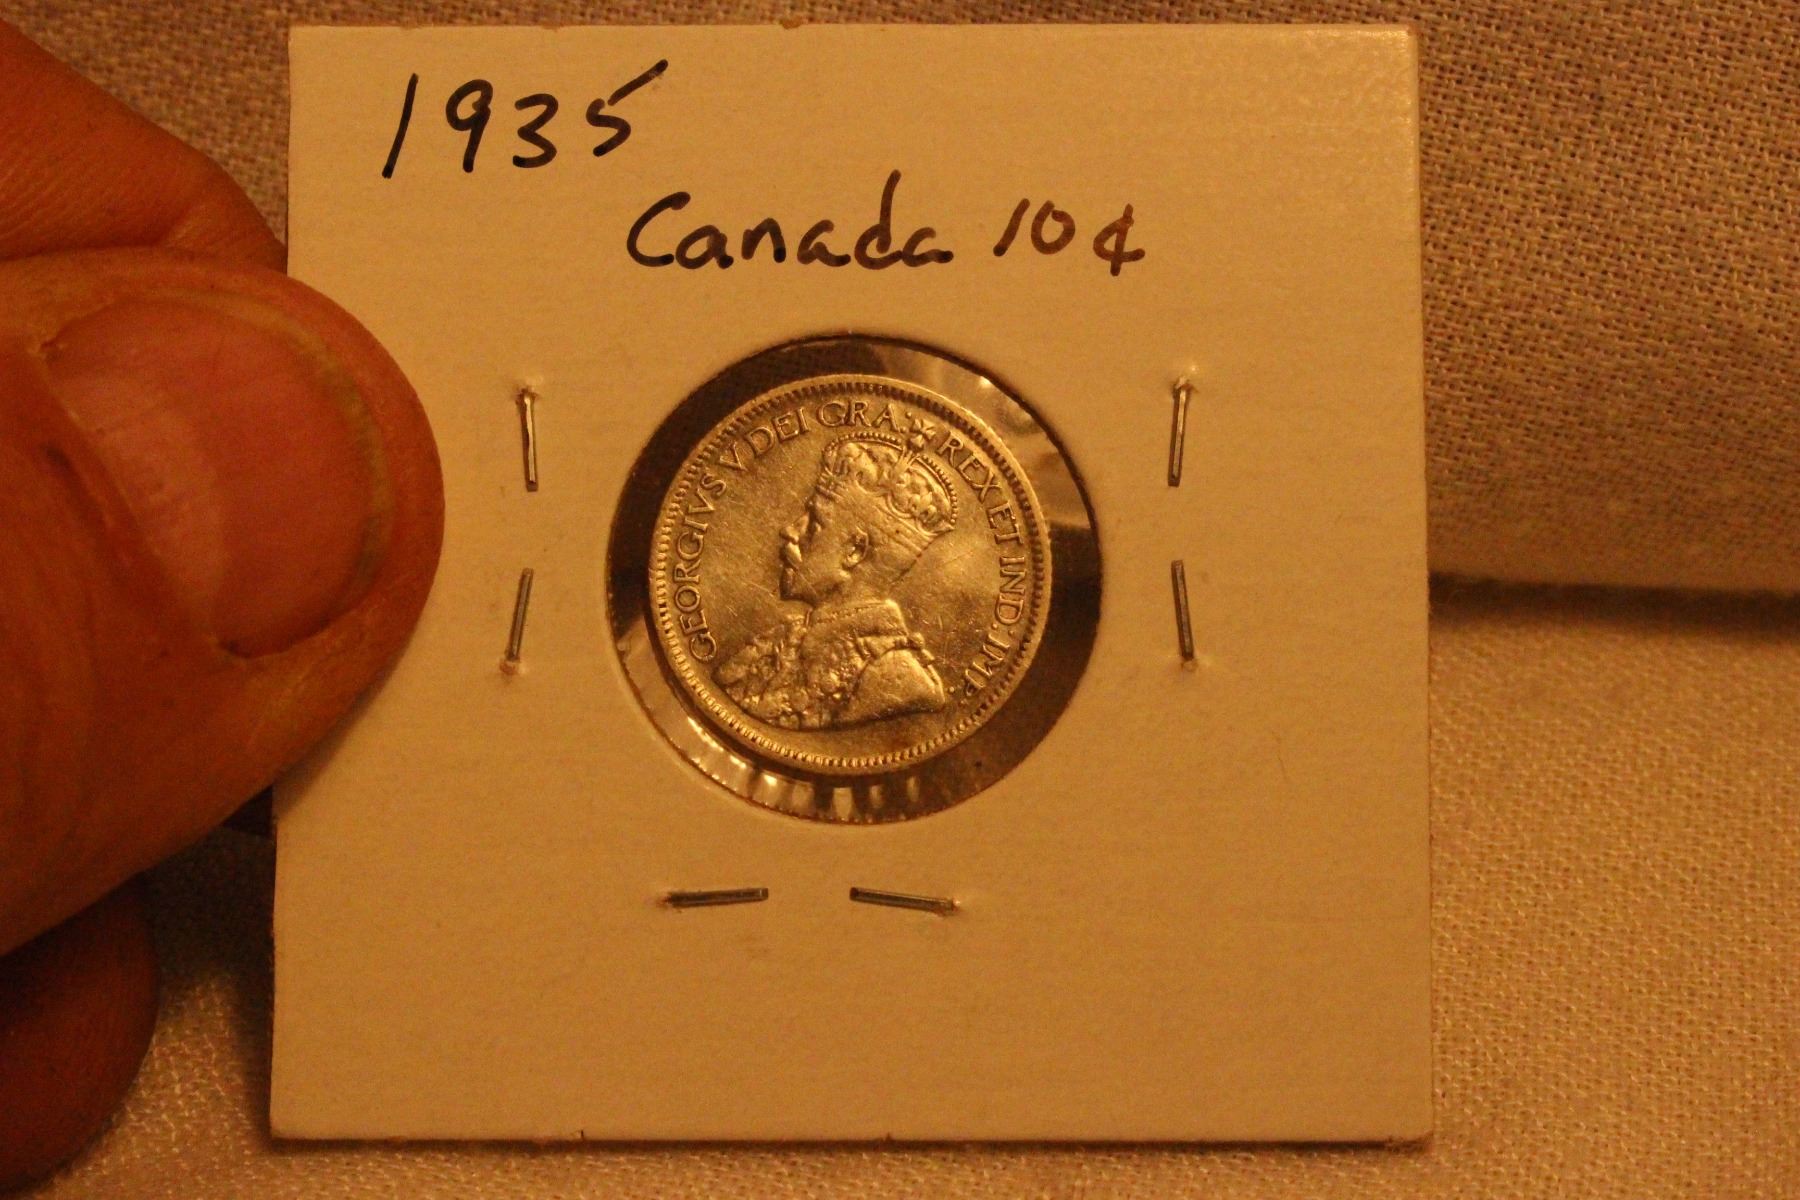 1935
Canada 10¢
GEORGIVS V DEI GRA: REX ET IND: IMP.